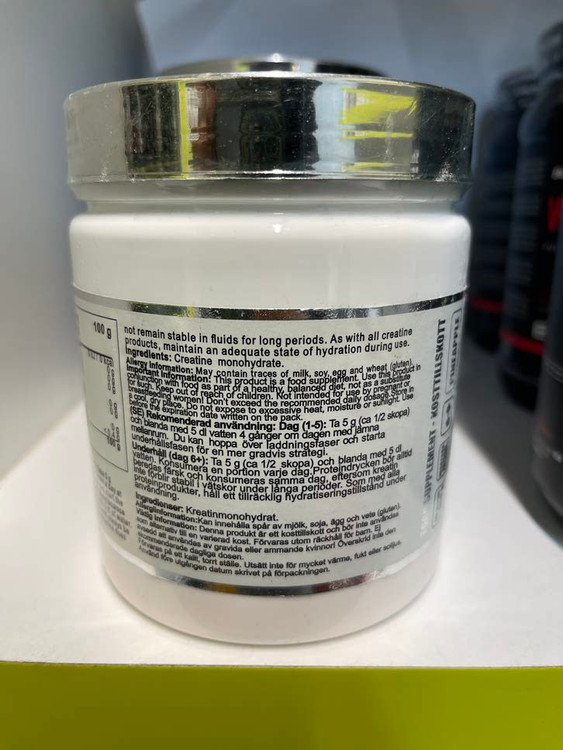 100 g
not remain stable in fluids for long periods. As with all creatine
products, maintain an adequate state of hydration during use.
Ingredients: Creatine monohydrate.
Allergy Information: May contain traces of milk, soy, egg and wheat (gluten).
Important Information: This product is a food supplement. Use this product in
conjunction with food as part of a healthy, balanced diet, not as a substitute
for such. Keep out of reach of children. Not intended for use by pregnant or
breastfeeding women! Don't exceed the recommended daily dosage. Store in
a cool, dry place. Do not expose to excessive heat, moisture or sunlight. Use
by the expiration date written on the pack.
(SE) Rekomenderad användning: Dag (1-5): Ta 5 g (ca 1/2 skopa)
och blanda med 5 dl vatten 4 gånger om dagen med jämna
mellanrum. Du kan hoppa över laddningsfaser och starta
underhållsfasen för en mer gradvis strategi.
Underhåll (dag 6+): Ta 5 g (ca 1/2 skopa) och blanda med 5 dl
vatten. Konsumera en portion varje dag. Proteindrycken bör alltid
beredas färsk och konsumeras samma dag, eftersom kreatin
inte förblir stabil i vätskor under långa perioder. Som med alla
produkter, håll ett tillräcklig hydratiseringstillstånd under
användning.
Ingredienser: Kreatinmonohydrat.
Allergiinformation: Kan innehålla spår av mjölk, soja, ägg och vete (gluten).
Viktig information: Denna produkt är ett kosttillskott och bör inte användas
som alternativ till en varierad kost. Förvaras utom räckhåll för barn. Ej
avsedd att användas av gravida eller ammande kvinnor! Överskrid inte den
rekommenderade dagliga dosen.
Förvaras på ett kallt, torrt ställe. Utsätt inte för mycket värme, fukt eller solljus.
Använd före utgången datum skrivet på förpackningen.
SUPPLEMENT - KOSTTILLSKOTT
PINEAPPLE